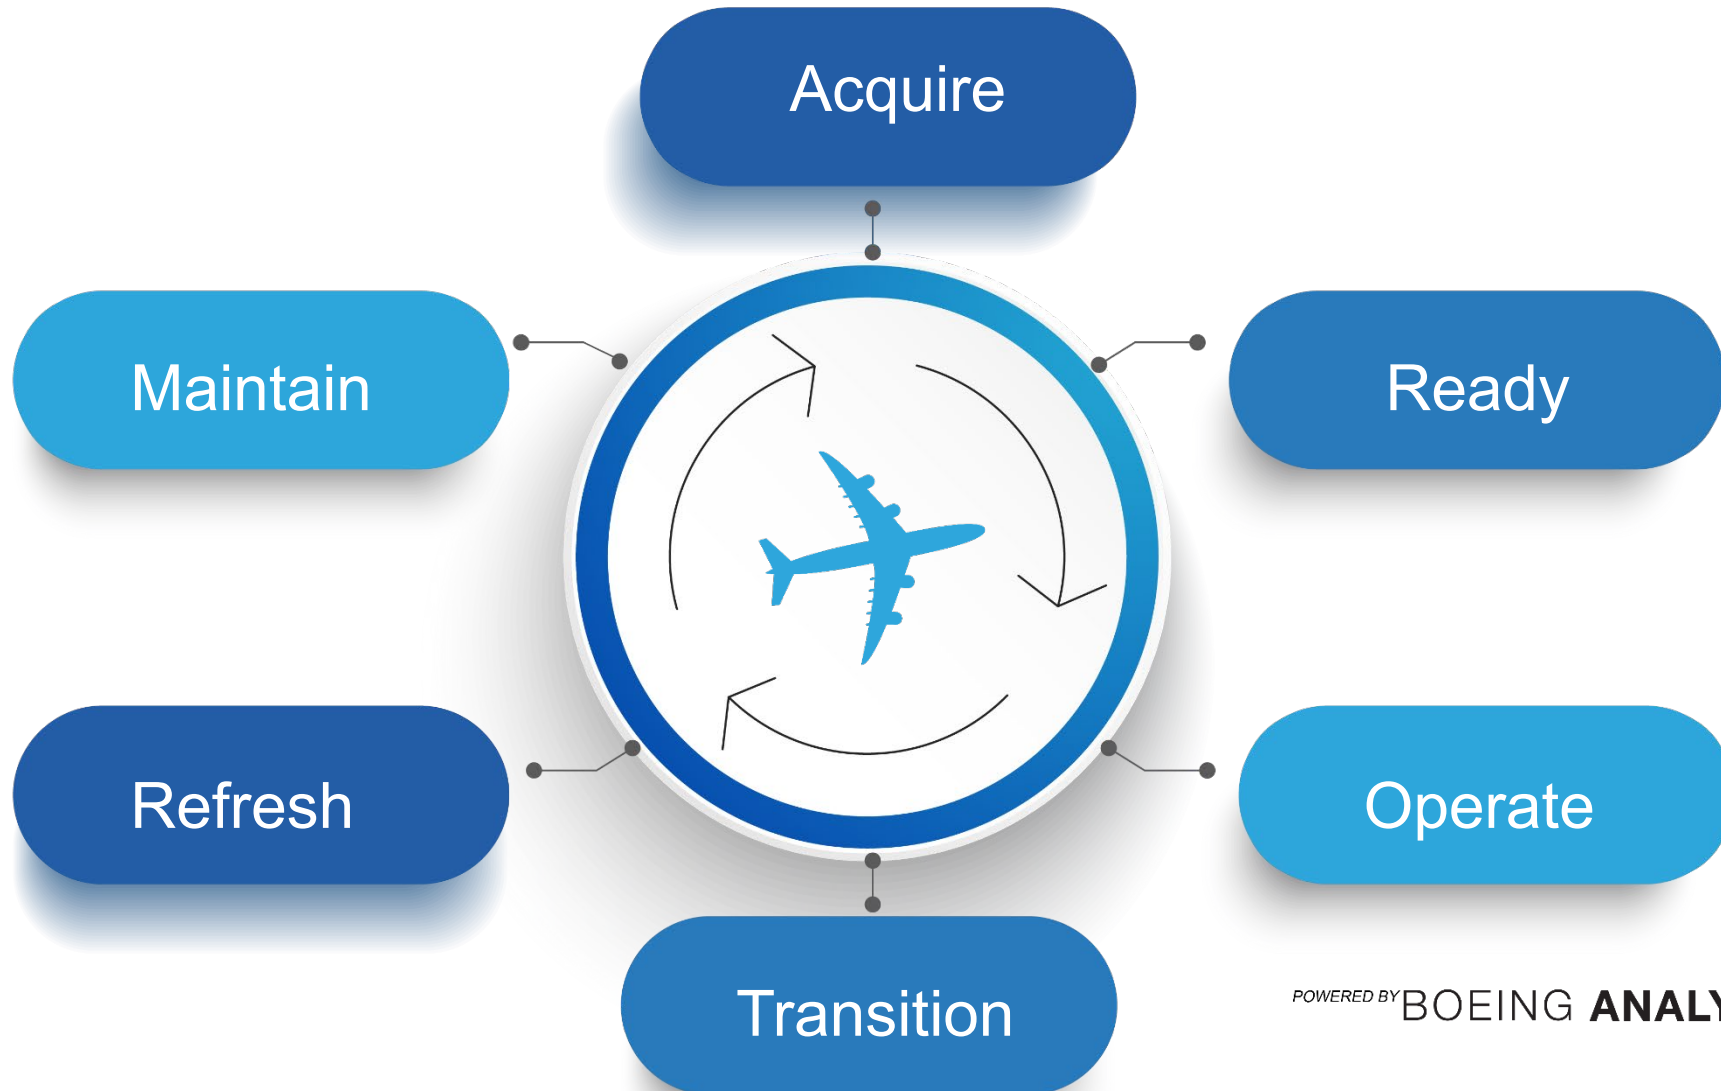 Acquire
Maintain
Ready
Refresh
Operate
Transition
POWERED BY BOEING